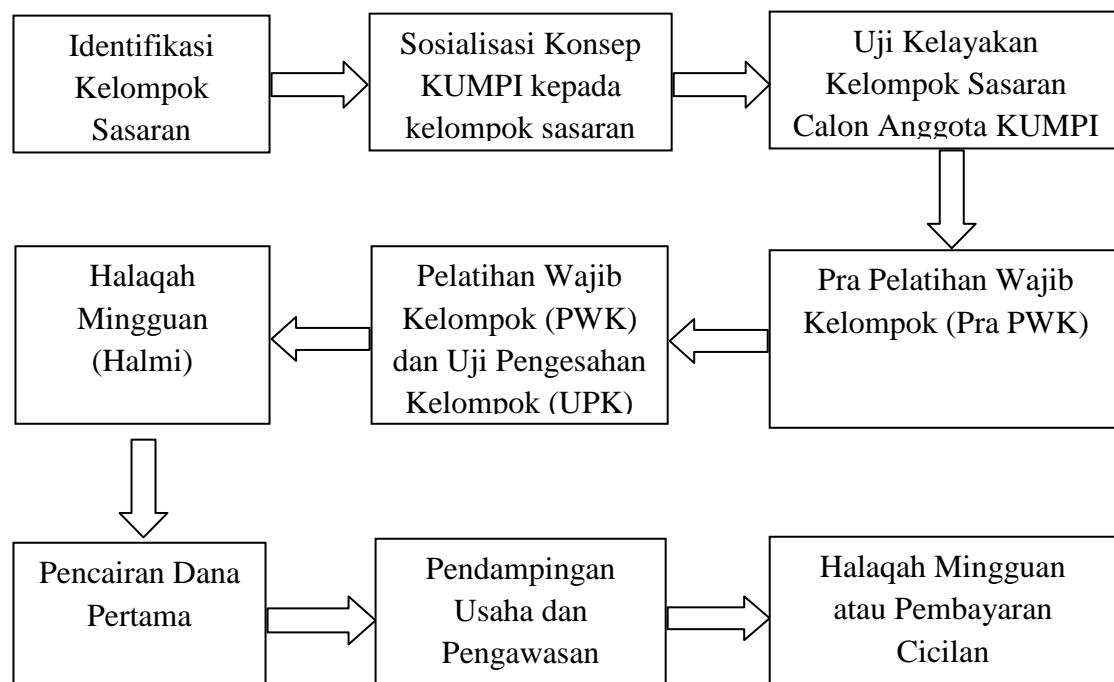 Identifikasi
Kelompok
Sasaran
Sosialisasi Konsep
KUMPI kepada
kelompok sasaran
Uji Kelayakan
Kelompok Sasaran
Calon Anggota KUMPI
Pra Pelatihan Wajib
Kelompok (Pra PWK)
Pelatihan Wajib
Kelompok (PWK)
dan Uji Pengesahan
Kelompok (UPK)
Halaqah
Mingguan
(Halmi)
Pencairan Dana
Pertama
Pendampingan
Usaha dan
Pengawasan
Halaqah Mingguan
atau Pembayaran
Cicilan